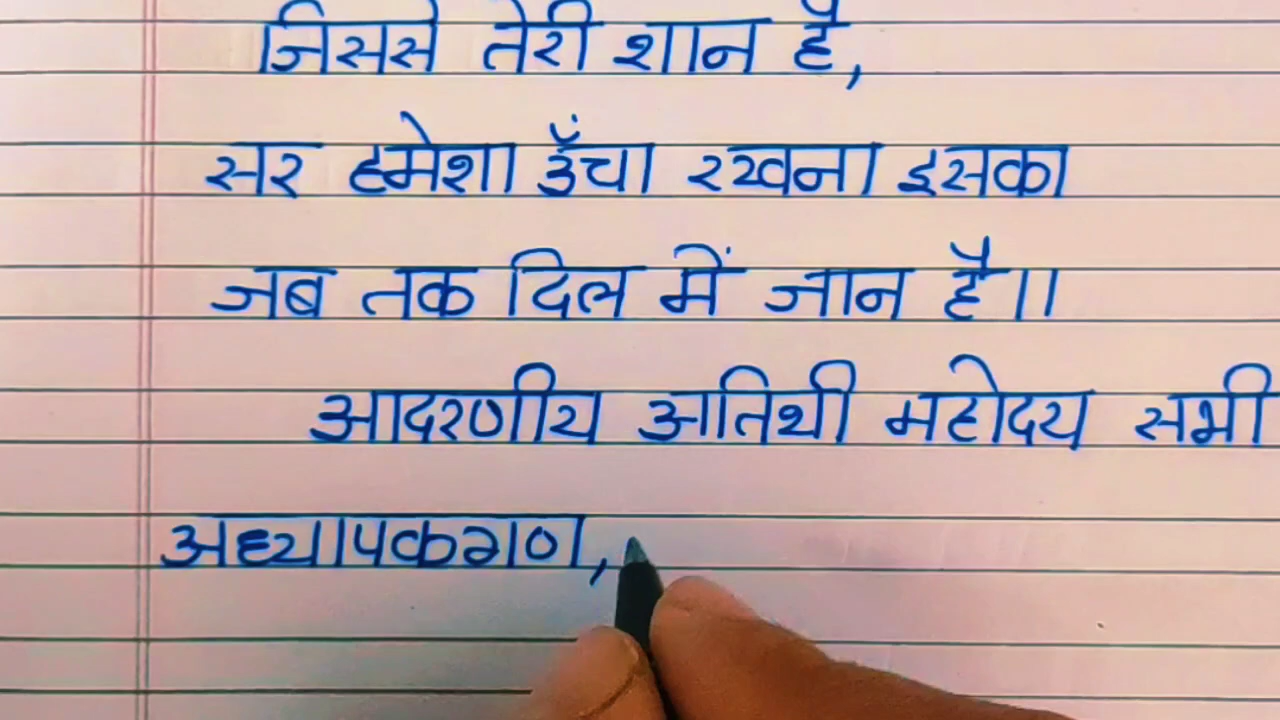 जिससे तेरी शान है,
सर हमेशा उँचा रखना इसका
जब तक दिल में जान है।।
आदरणीय अतिथी महोदय सभी
अध्यापकगण,